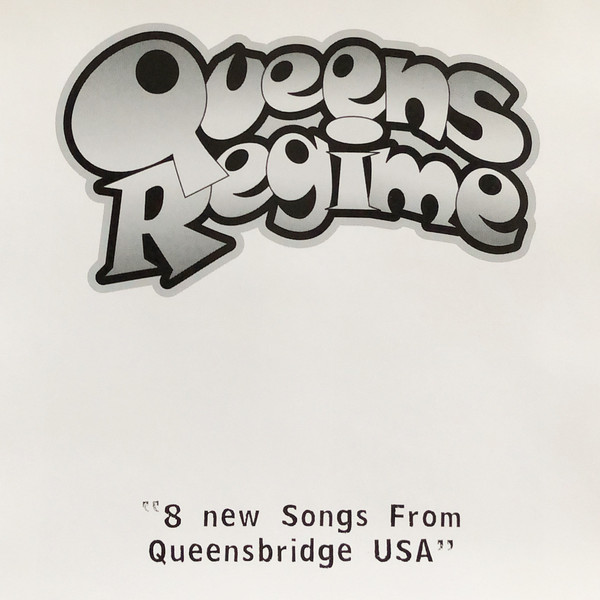 Queens
Regime
"8 new Songs From
Queensbridge USA"